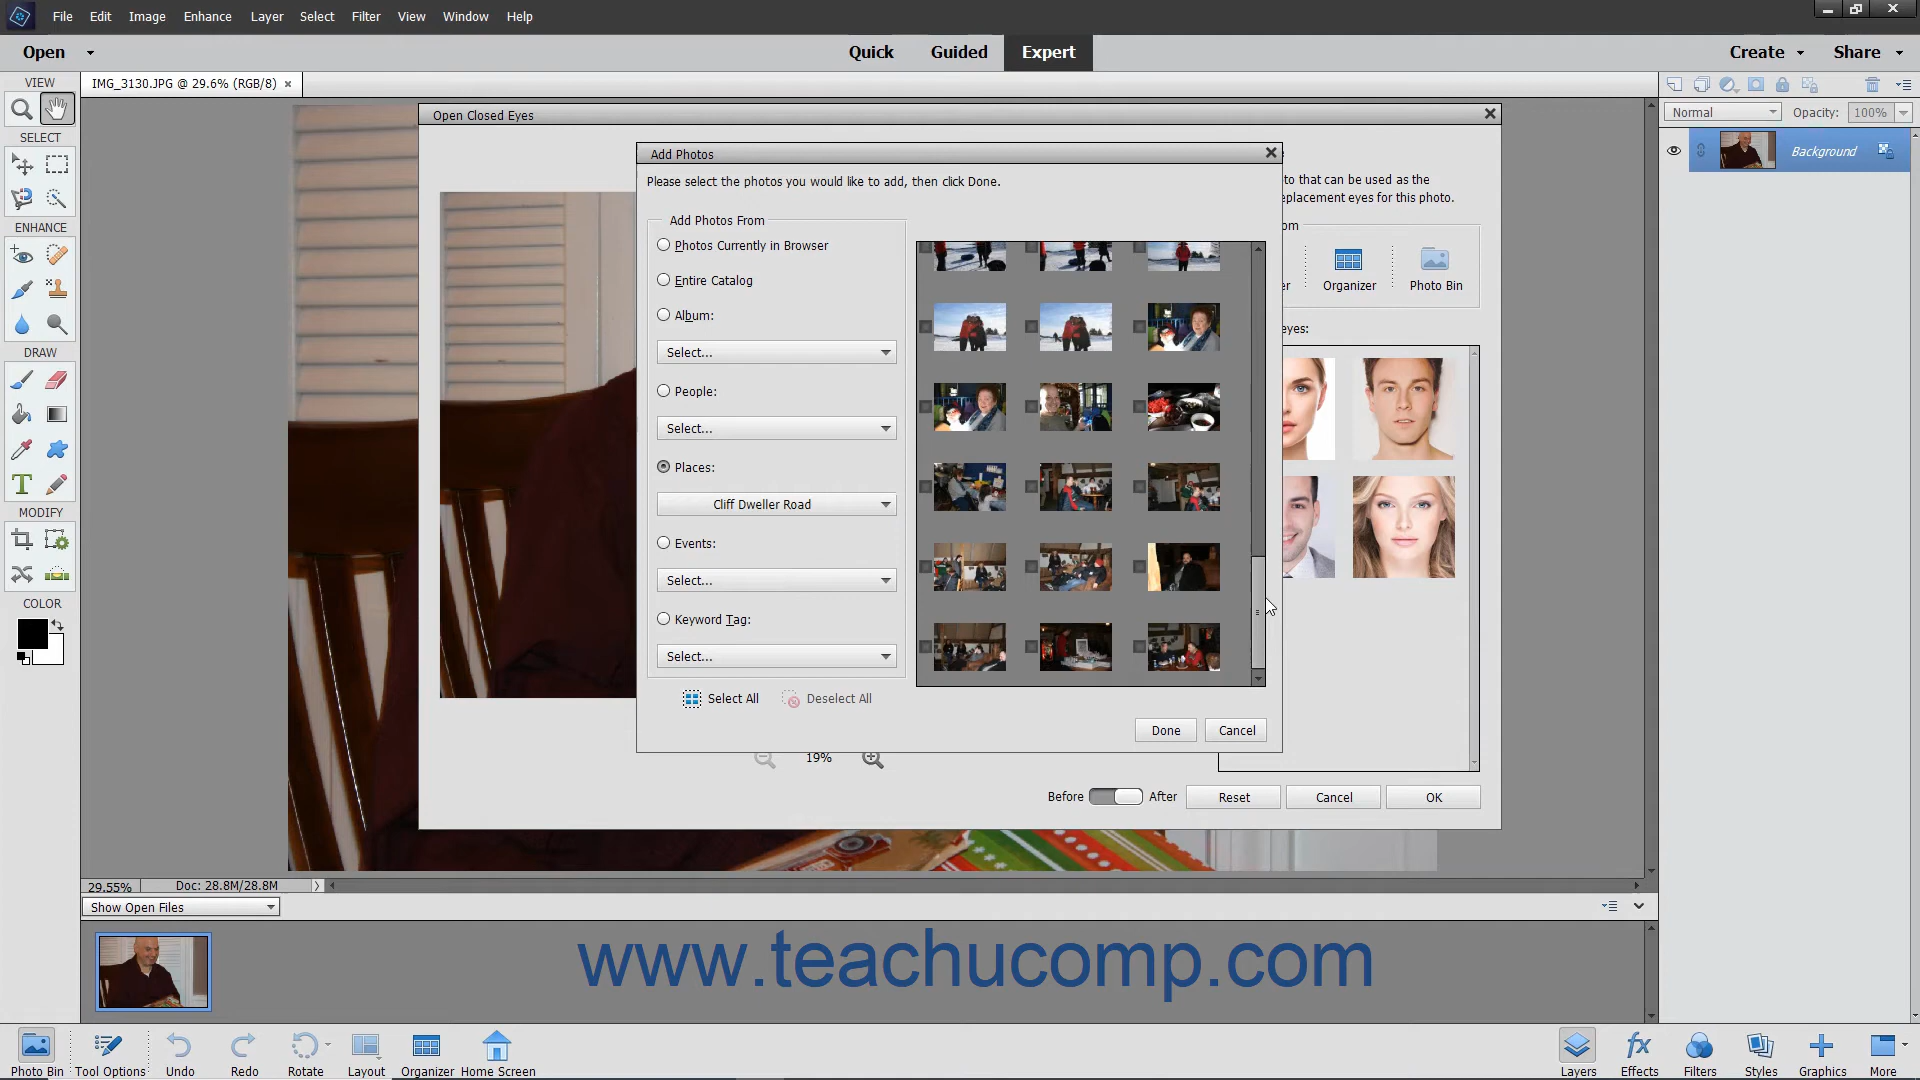 File Edit Image Enhance Layer Select Filter View Window Help
Open Quick Guided Expert Create Share
VIEW
IMG_3130.JPG @ 29.6% (RGB/8)
SELECT
ENHANCE
DRAW
MODIFY
COLOR
Open Closed Eyes
Add Photos
Please select the photos you would like to add, then click Done.
Add Photos From
Photos Currently in Browser
Entire Catalog
Album:
Select...
People:
Select...
Places:
Cliff Dweller Road
Events:
Select...
Keyword Tag:
Select...
Select All Deselect All
Done Cancel
to that can be used as the
eplacement eyes for this photo.
om
er Organizer Photo Bin
eyes:
19%
Before After Reset Cancel OK
Normal Opacity: 100%
Background
29.55% Doc: 28.8M/28.8M
Show Open Files
www.teachucomp.com
Photo Bin Tool Options Undo Redo Rotate Layout Organizer Home Screen
Layers Effects Filters Styles Graphics More